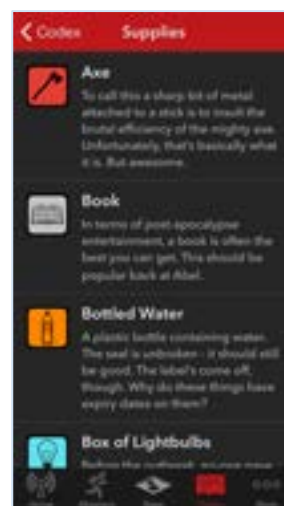 Codex
Supplies
Axe
To call this a sharp bit of metal
attached to a stick is to insult the
brutal efficiency of the mighty axe.
Unfortunately, that's basically what
it is. But awesome.
Book
In terms of post-apocalypse
entertainment, a book is often the
best you can get. This should be
popular back at Abel.
Bottled Water
A plastic bottle containing water.
The seal is unbroken - it should still
be good. The label's come off,
though. Why do these things have
expiry dates on them?
Box of Lightbulbs